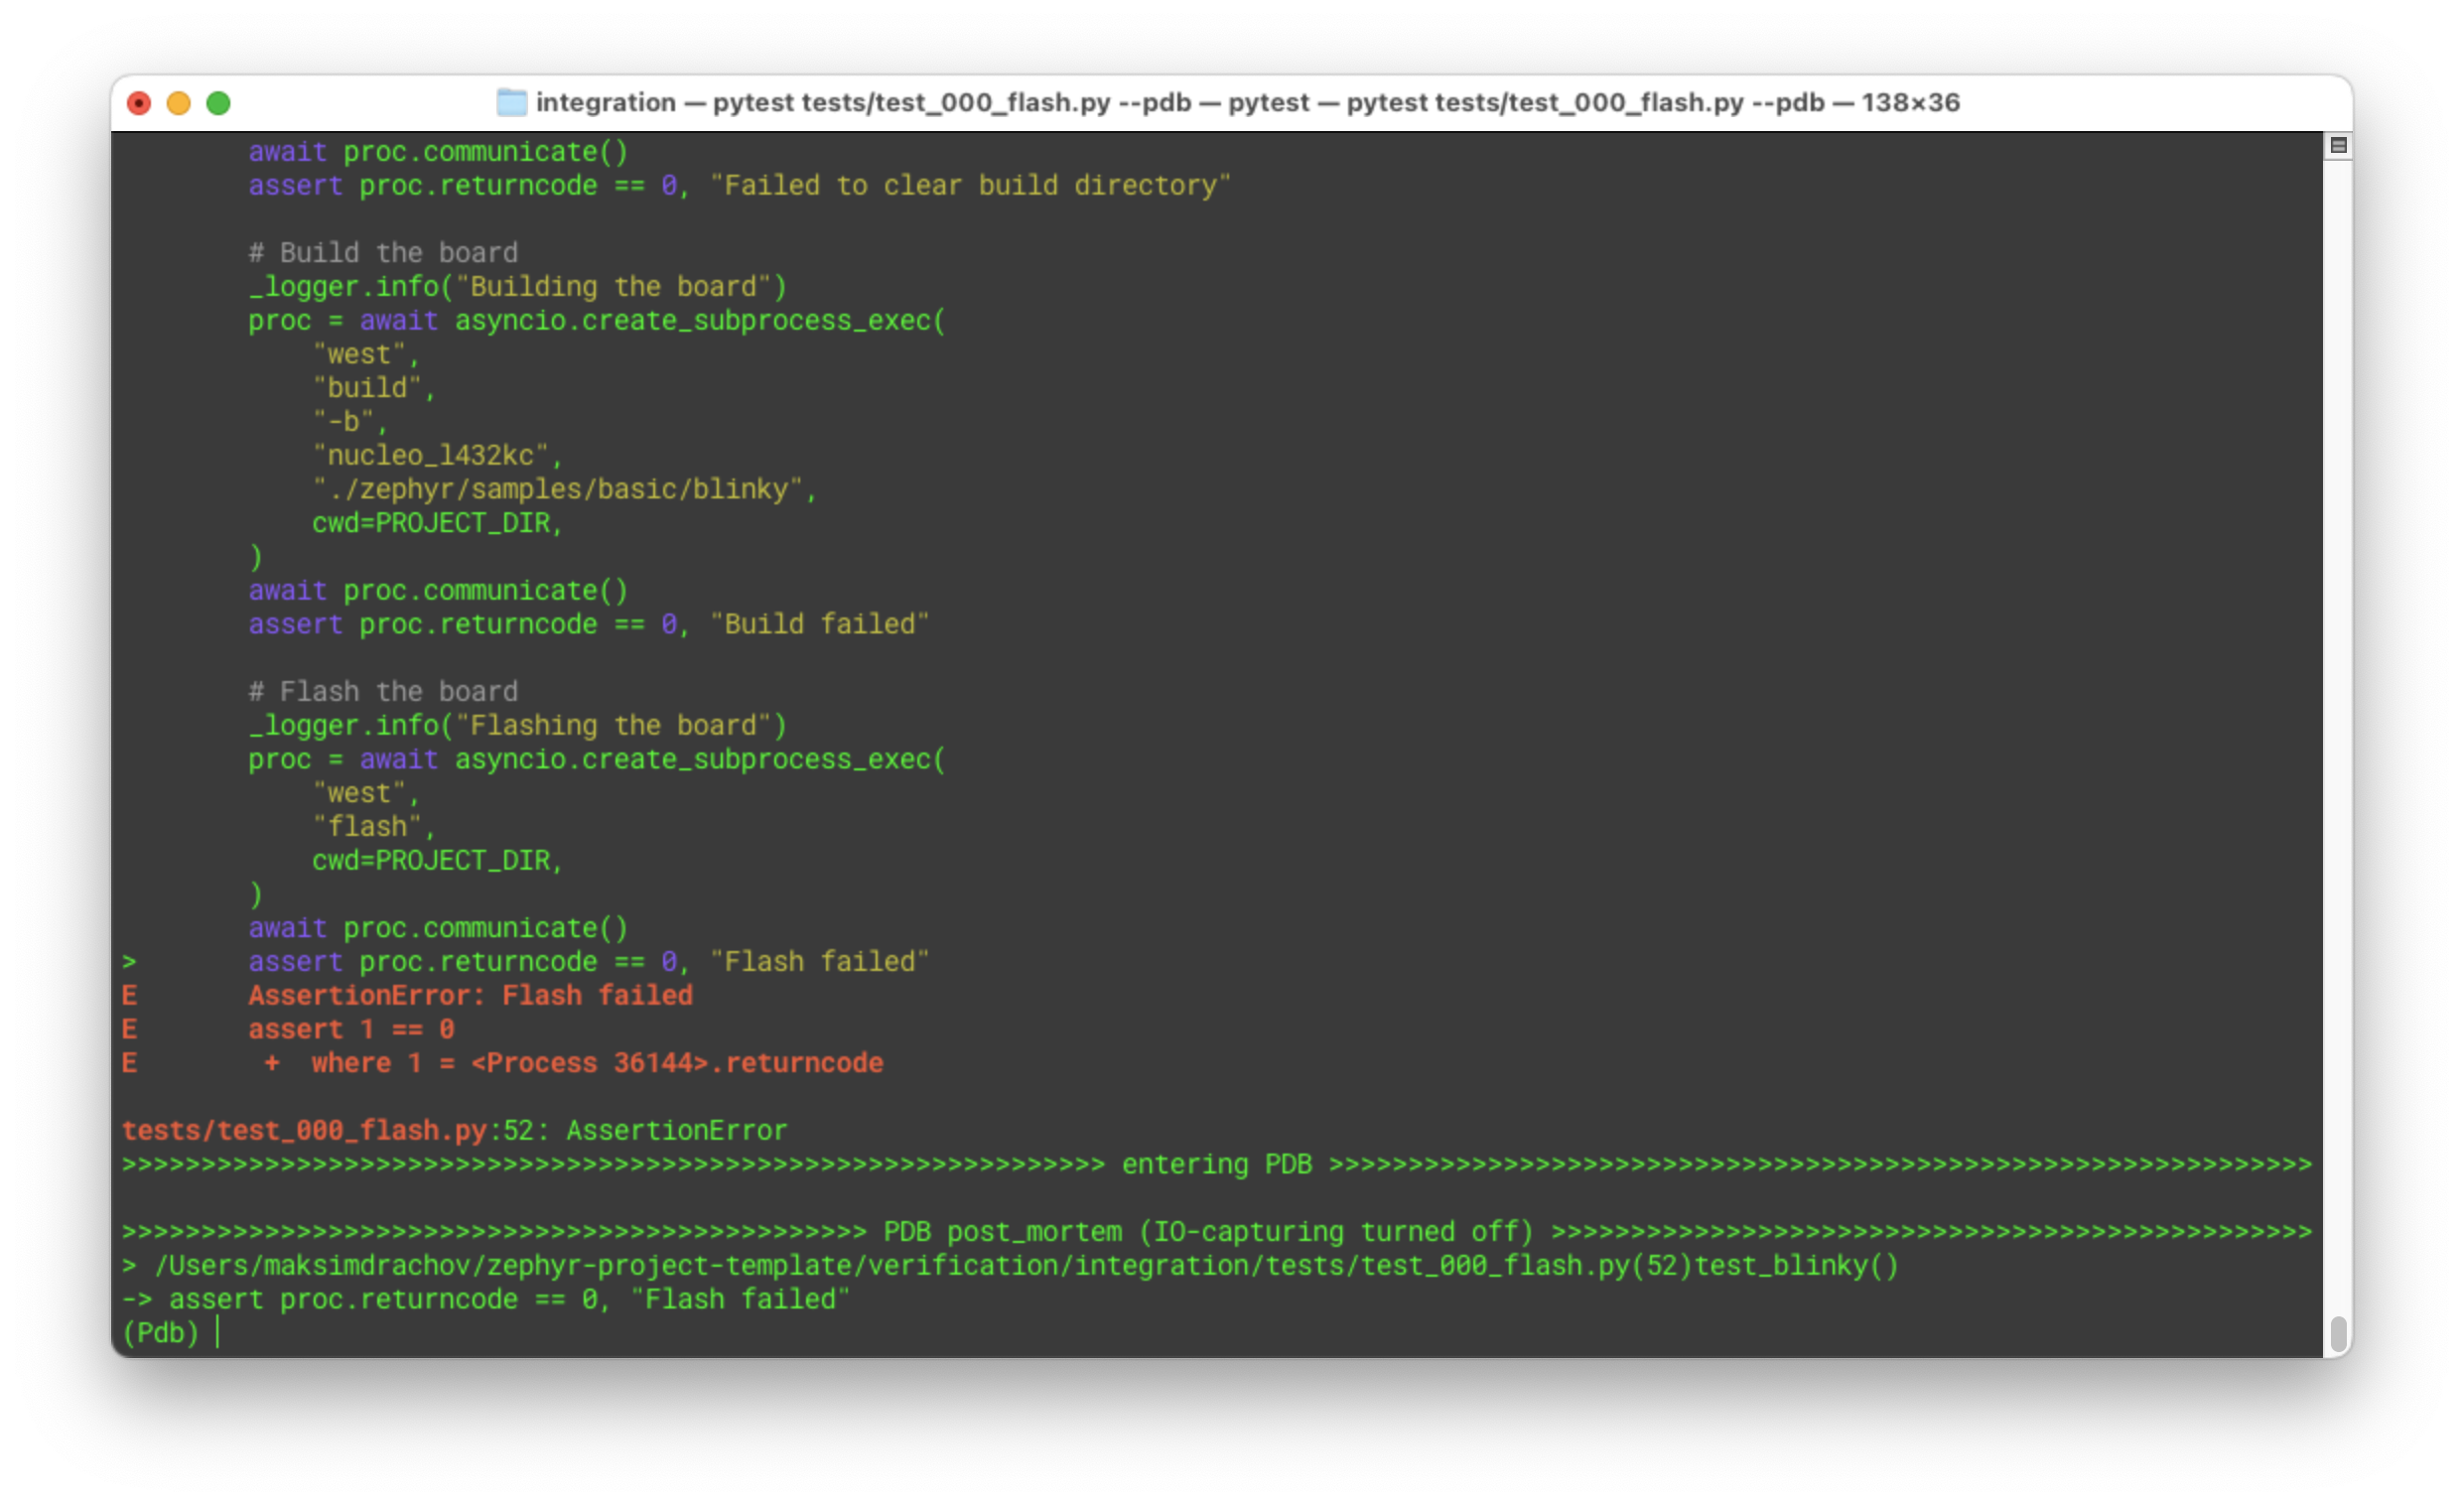 integration — pytest tests/test_000_flash.py --pdb — pytest — pytest tests/test_000_flash.py --pdb — 138×36
        await proc.communicate()
        assert proc.returncode == 0, "Failed to clear build directory"

        # Build the board
        _logger.info("Building the board")
        proc = await asyncio.create_subprocess_exec(
            "west",
            "build",
            "-b",
            "nucleo_l432kc",
            "./zephyr/samples/basic/blinky",
            cwd=PROJECT_DIR,
        )
        await proc.communicate()
        assert proc.returncode == 0, "Build failed"

        # Flash the board
        _logger.info("Flashing the board")
        proc = await asyncio.create_subprocess_exec(
            "west",
            "flash",
            cwd=PROJECT_DIR,
        )
        await proc.communicate()
>       assert proc.returncode == 0, "Flash failed"
E       AssertionError: Flash failed
E       assert 1 == 0
E        +  where 1 = <Process 36144>.returncode

tests/test_000_flash.py:52: AssertionError
>>>>>>>>>>>>>>>>>>>>>>>>>>>>>>>>>>>>>>>>>>>>>>>>>>>>>>>>>>>>>> entering PDB >>>>>>>>>>>>>>>>>>>>>>>>>>>>>>>>>>>>>>>>>>>>>>>>>>>>>>>>>>>>>>

>>>>>>>>>>>>>>>>>>>>>>>>>>>>>>>>>>>>>>>>>>>>>>> PDB post_mortem (IO-capturing turned off) >>>>>>>>>>>>>>>>>>>>>>>>>>>>>>>>>>>>>>>>>>>>>>>>
> /Users/maksimdrachov/zephyr-project-template/verification/integration/tests/test_000_flash.py(52)test_blinky()
-> assert proc.returncode == 0, "Flash failed"
(Pdb)